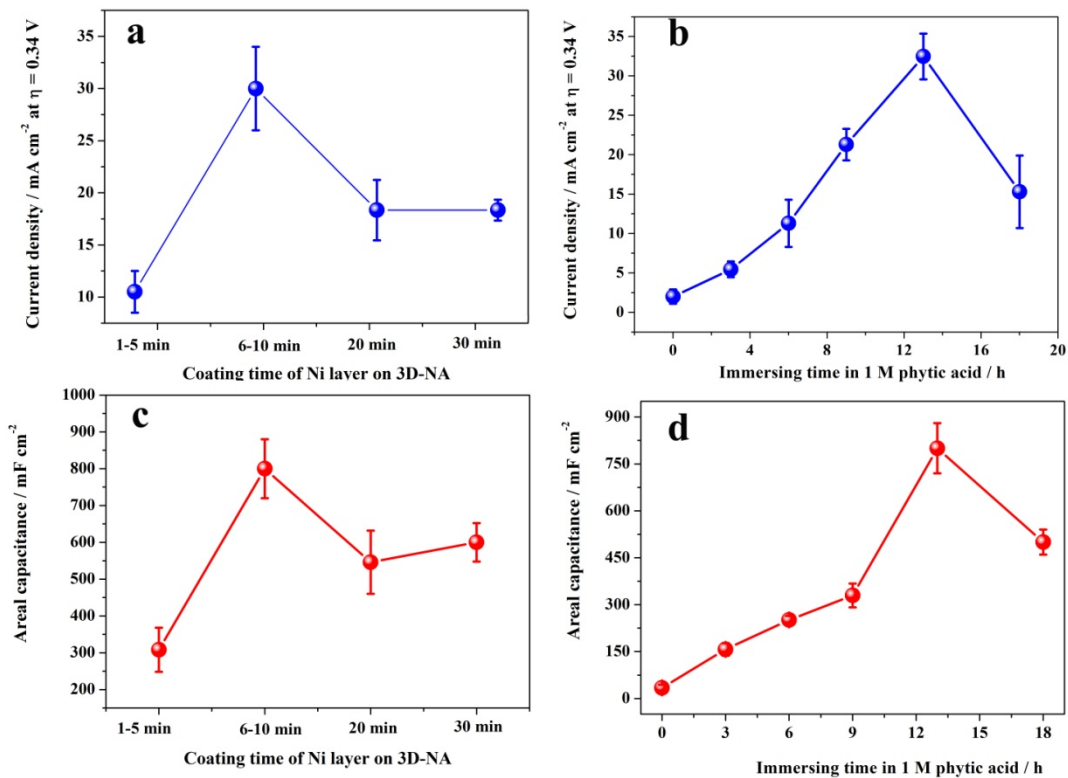 a
Current density / mA cm⁻² at η = 0.34 V
35
30
25
20
15
10
1-5 min
6-10 min
20 min
30 min
Coating time of Ni layer on 3D-NA
b
Current density / mA cm⁻² at η = 0.34 V
35
30
25
20
15
10
5
0
0
4
8
12
16
20
Immersing time in 1 M phytic acid / h
c
Areal capacitance / mF cm⁻²
1000
900
800
700
600
500
400
300
200
1-5 min
6-10 min
20 min
30 min
Coating time of Ni layer on 3D-NA
d
Areal capacitance / mF cm⁻²
900
750
600
450
300
150
0
0
3
6
9
12
15
18
Immersing time in 1 M phytic acid / h